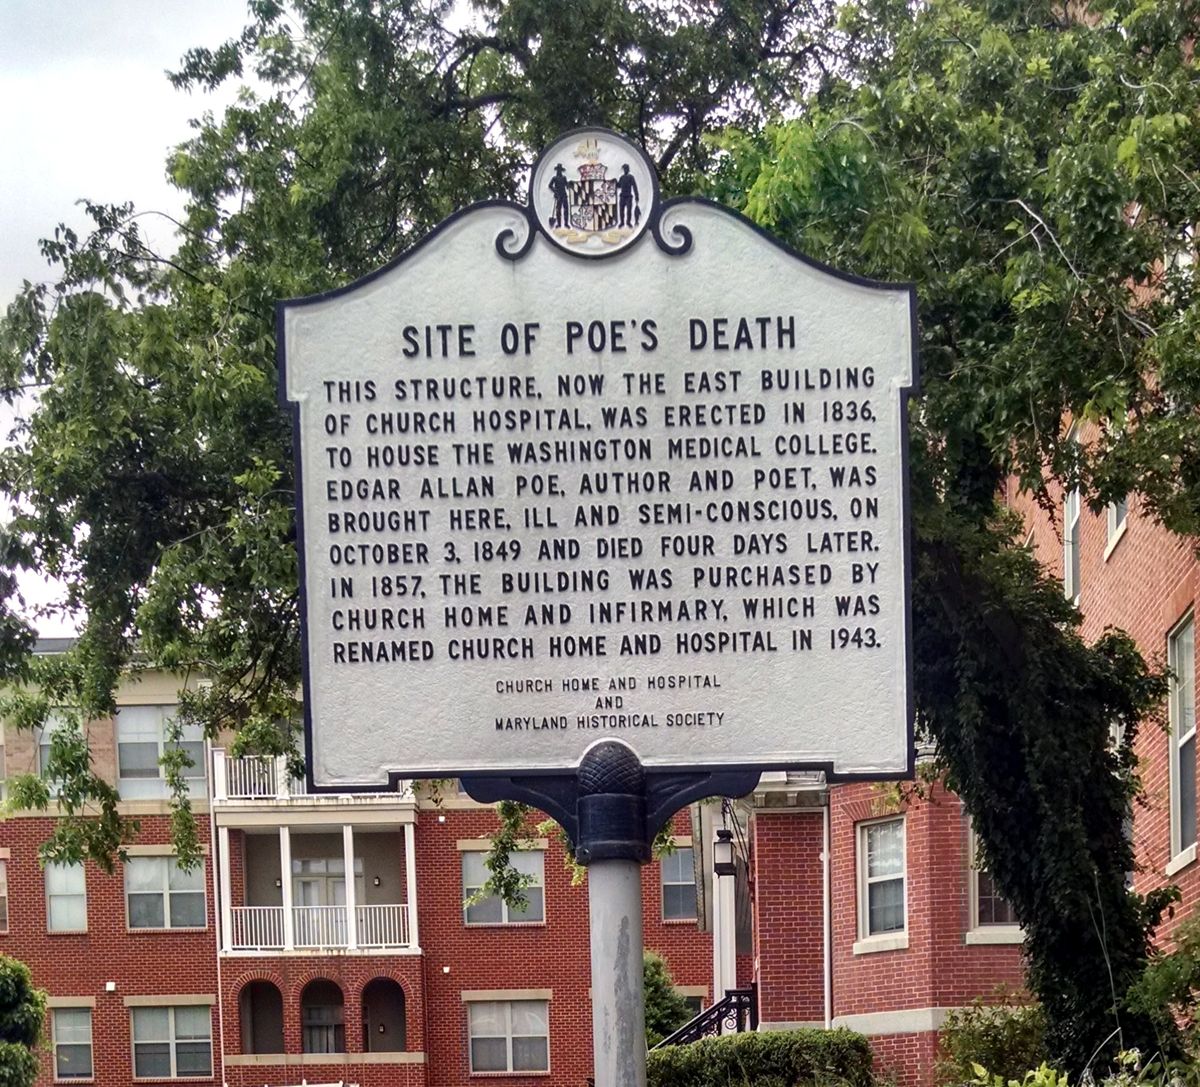 SITE OF POE'S DEATH
THIS STRUCTURE, NOW THE EAST BUILDING
OF CHURCH HOSPITAL, WAS ERECTED IN 1836,
TO HOUSE THE WASHINGTON MEDICAL COLLEGE.
EDGAR ALLAN POE, AUTHOR AND POET, WAS
BROUGHT HERE, ILL AND SEMI-CONSCIOUS, ON
OCTOBER 3, 1849 AND DIED FOUR DAYS LATER.
IN 1857, THE BUILDING WAS PURCHASED BY
CHURCH HOME AND INFIRMARY, WHICH WAS
RENAMED CHURCH HOME AND HOSPITAL IN 1943.
CHURCH HOME AND HOSPITAL
AND
MARYLAND HISTORICAL SOCIETY